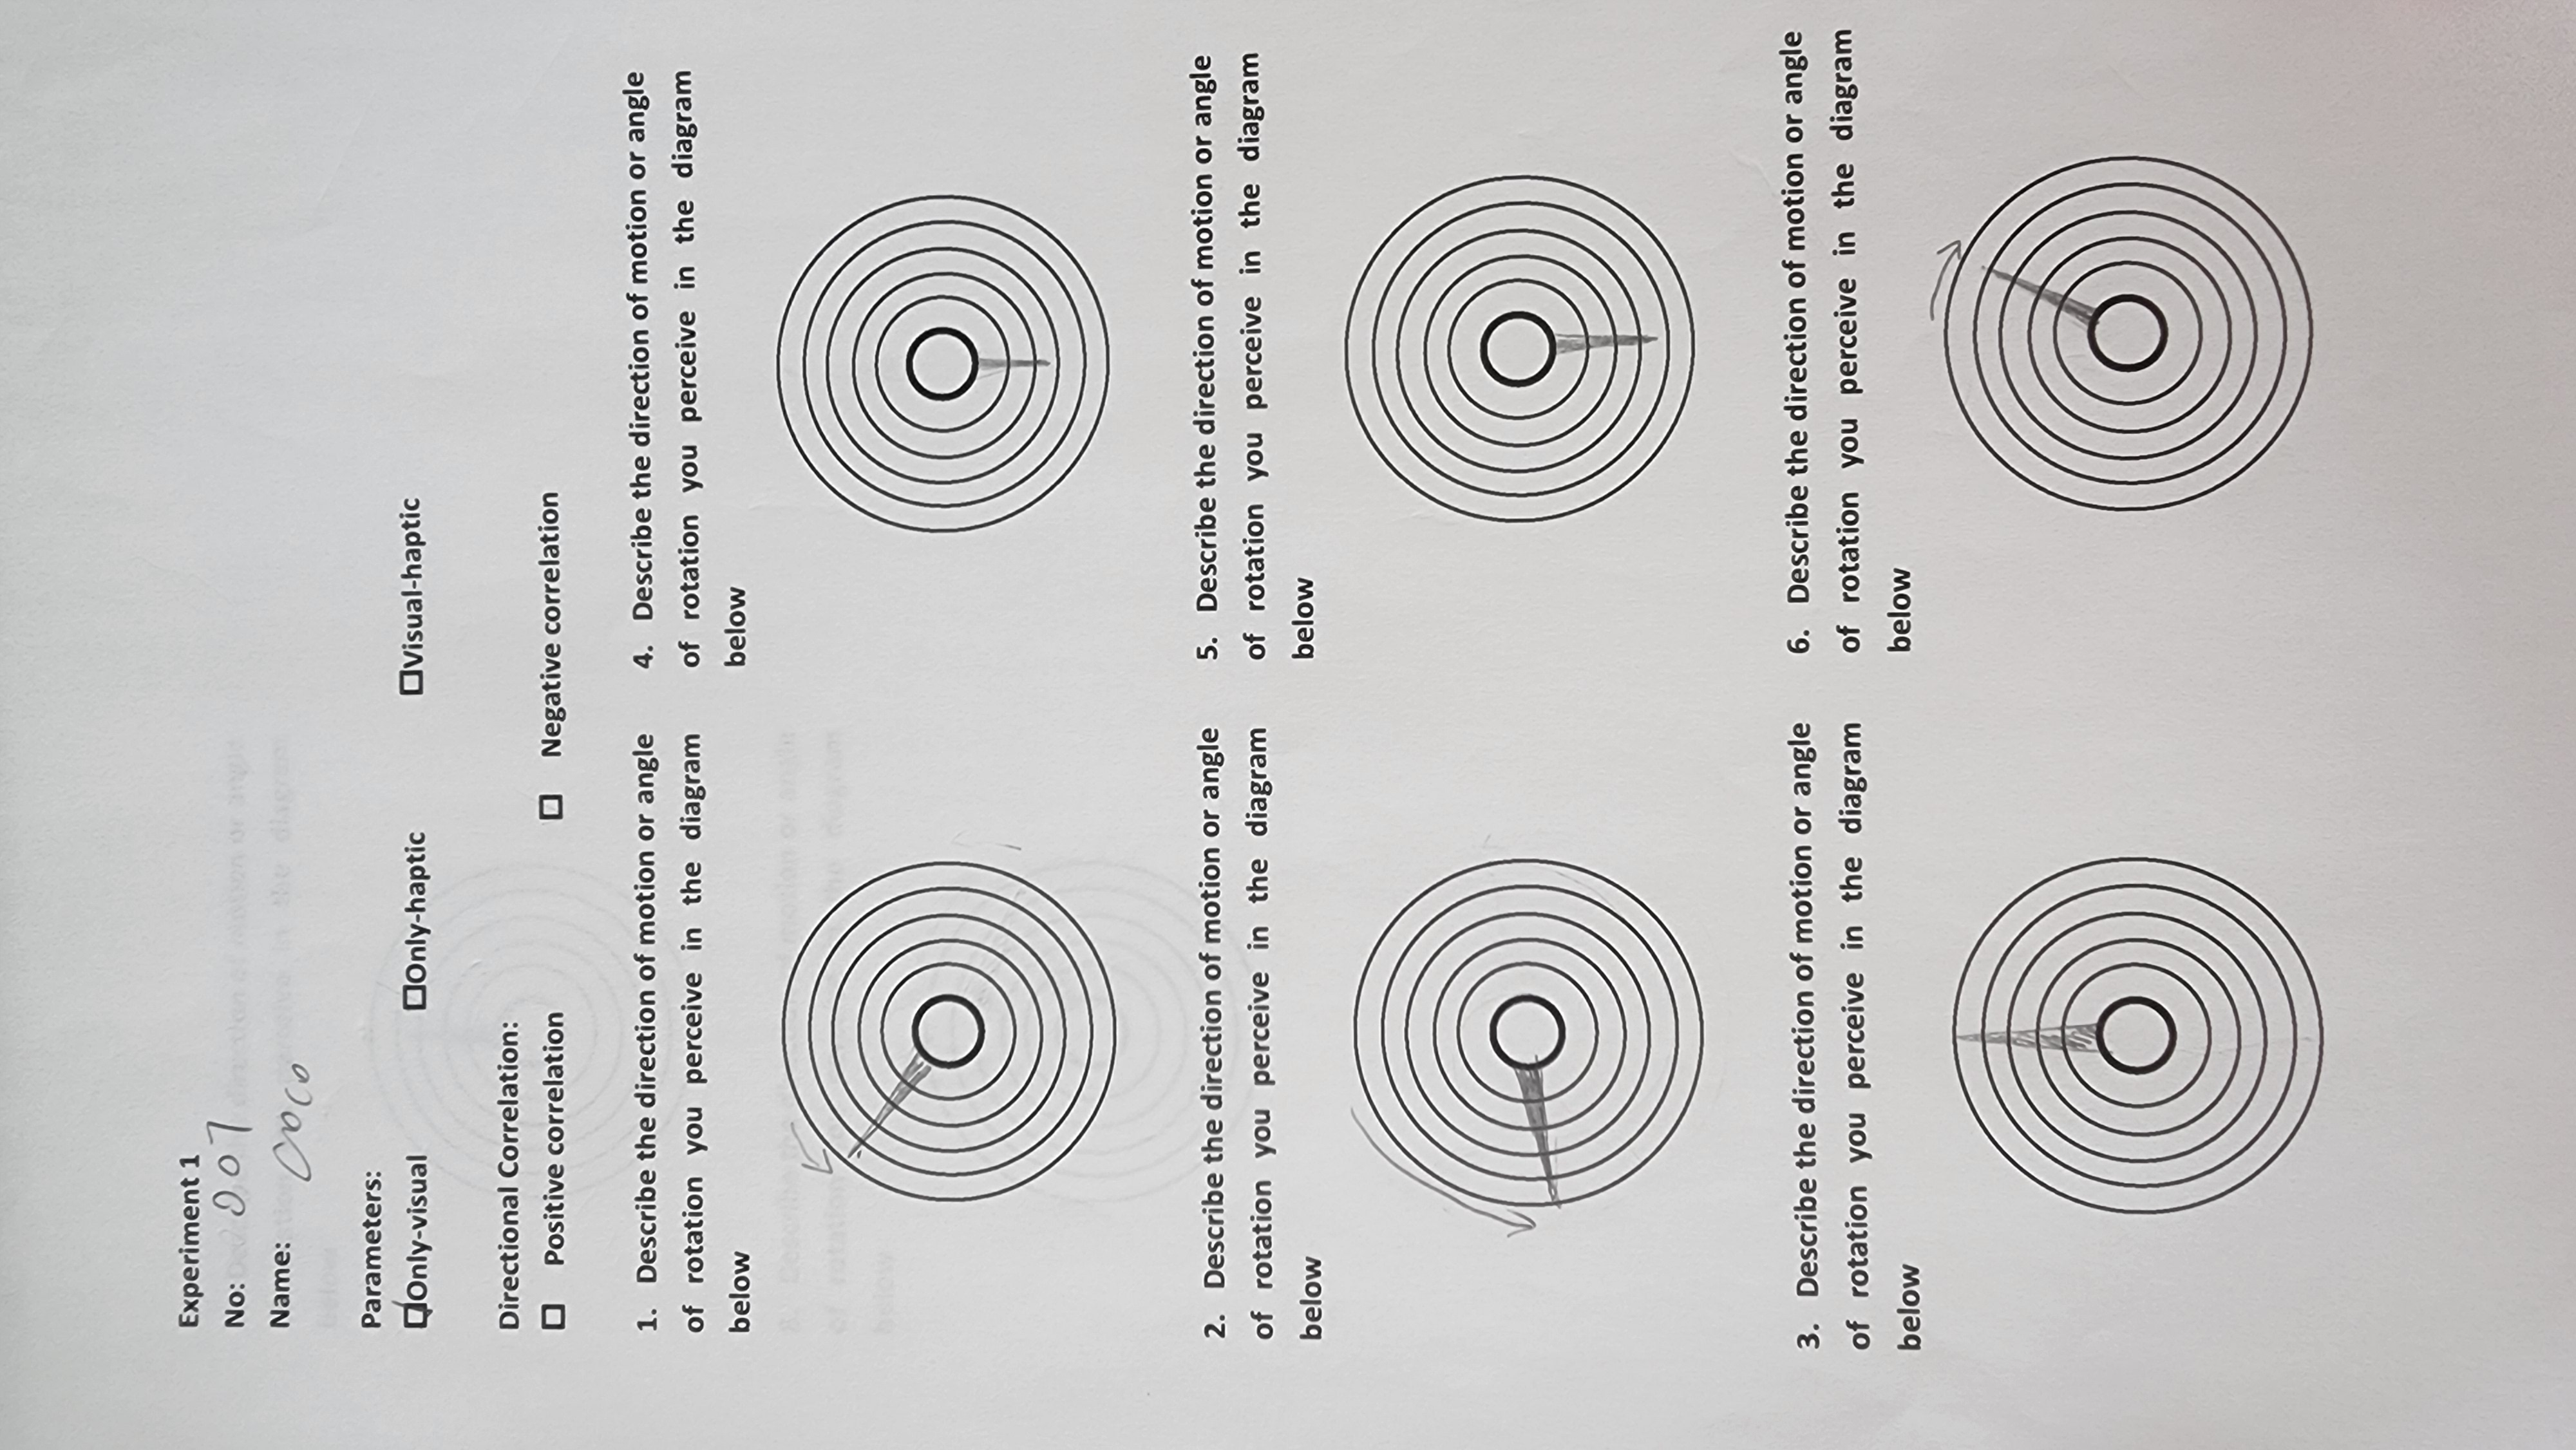 Experiment 1
No: 007
Name: Coco
Parameters:
Only-visual Only-haptic Visual-haptic
Directional Correlation:
Positive correlation Negative correlation
1. Describe the direction of motion or angle
of rotation you perceive in the diagram
below
2. Describe the direction of motion or angle
of rotation you perceive in the diagram
below
3. Describe the direction of motion or angle
of rotation you perceive in the diagram
below
4. Describe the direction of motion or angle
of rotation you perceive in the diagram
below
5. Describe the direction of motion or angle
of rotation you perceive in the diagram
below
6. Describe the direction of motion or angle
of rotation you perceive in the diagram
below